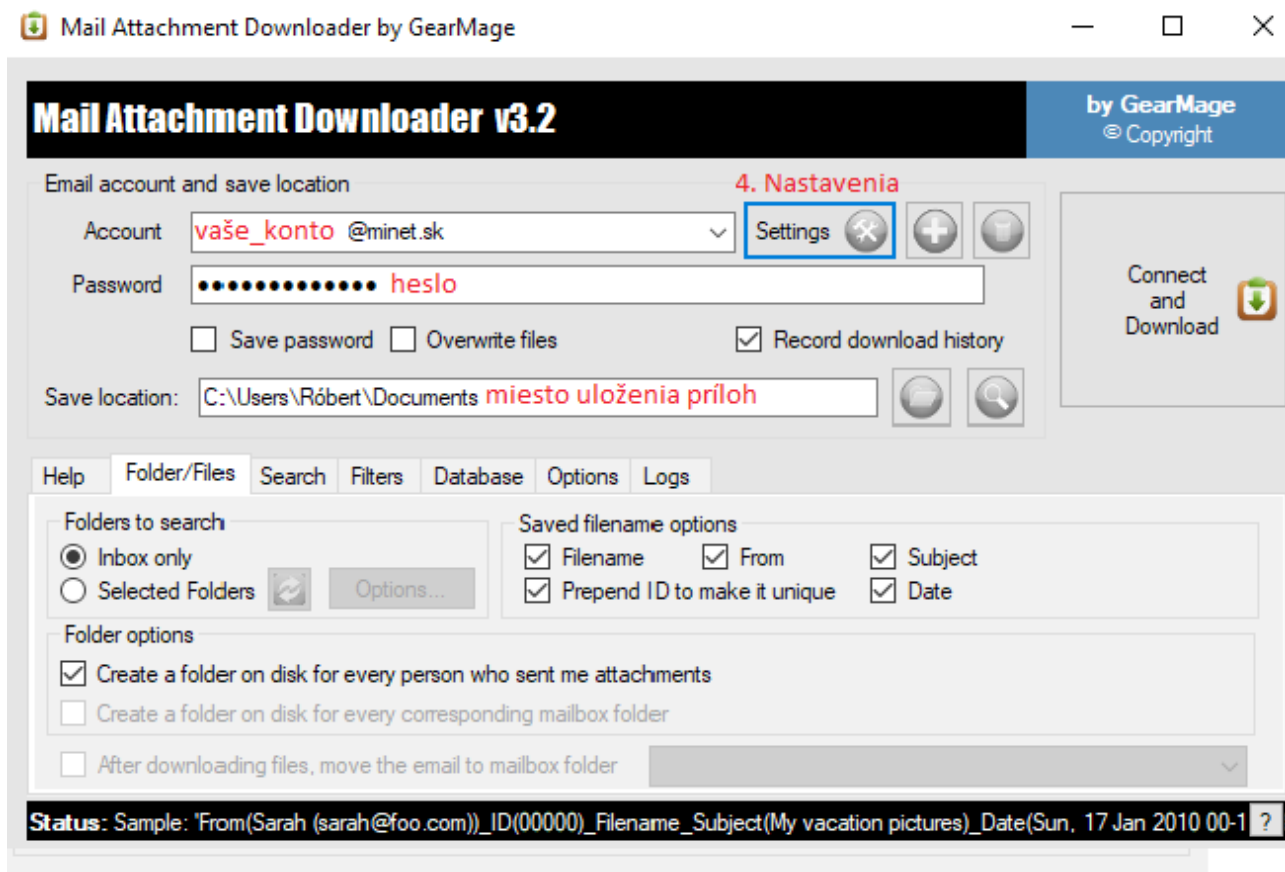 Mail Attachment Downloader by GearMage
Mail Attachment Downloader v3.2
by GearMage
© Copyright
Email account and save location
4. Nastavenia
Account vaše_konto @minet.sk Settings
Password ●●●●●●●●●●●●● heslo
Connect
and
Download
Save password Overwrite files Record download history
Save location: C:\Users\Róbert\Documents miesto uloženia príloh
Help Folder/Files Search Filters Database Options Logs
Folders to search
Saved filename options
Inbox only
Filename From Subject
Selected Folders Options...
Prepend ID to make it unique Date
Folder options
Create a folder on disk for every person who sent me attachments
Create a folder on disk for every corresponding mailbox folder
After downloading files, move the email to mailbox folder
Status: Sample: "From(Sarah (sarah@foo.com))_ID(00000)_Filename_Subject(My vacation pictures)_Date(Sun, 17 Jan 2010 00-1 ?